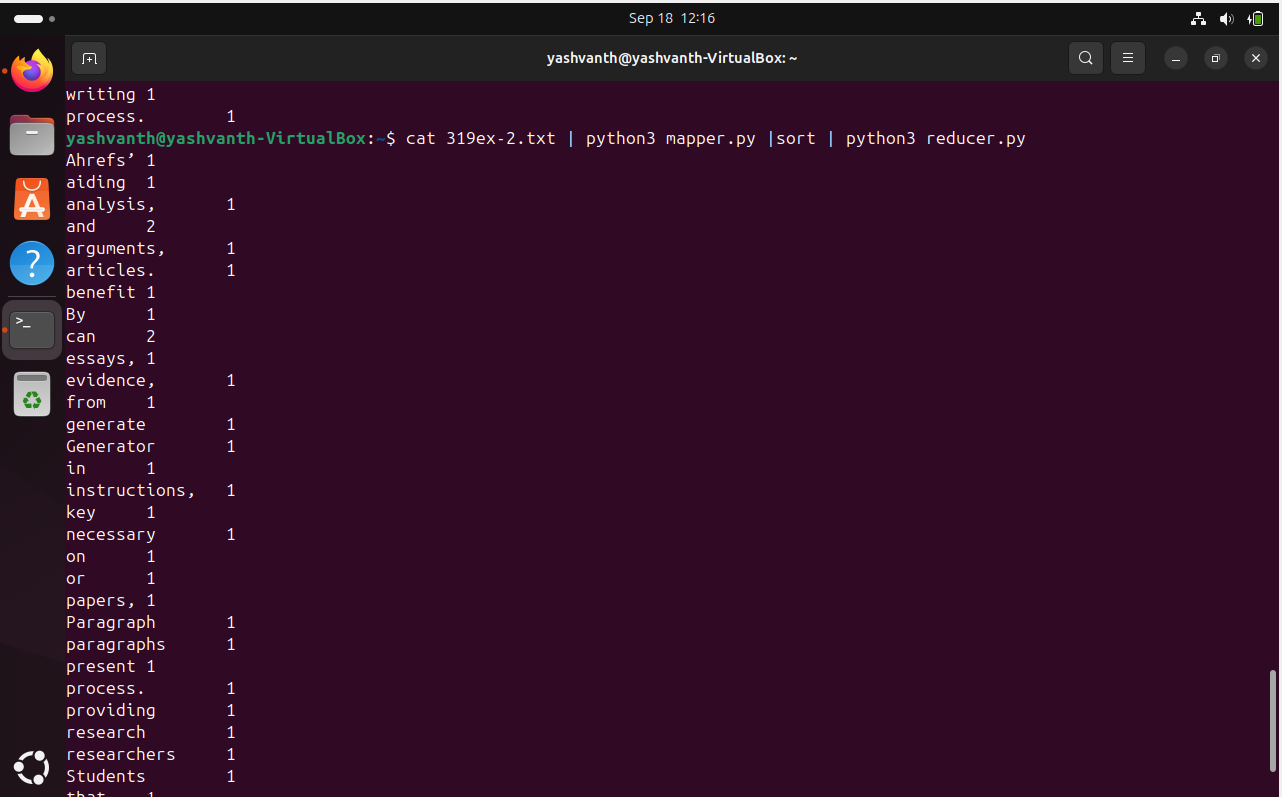 Sep 18 12:16
yashvanth@yashvanth-VirtualBox: ~
writing 1
process. 1
yashvanth@yashvanth-VirtualBox:~$ cat 319ex-2.txt | python3 mapper.py |sort | python3 reducer.py
Ahrefs’ 1
aiding 1
analysis, 1
and 2
arguments, 1
articles. 1
benefit 1
By 1
can 2
essays, 1
evidence, 1
from 1
generate 1
Generator 1
in 1
instructions, 1
key 1
necessary 1
on 1
or 1
papers, 1
Paragraph 1
paragraphs 1
present 1
process. 1
providing 1
research 1
researchers 1
Students 1
that 1